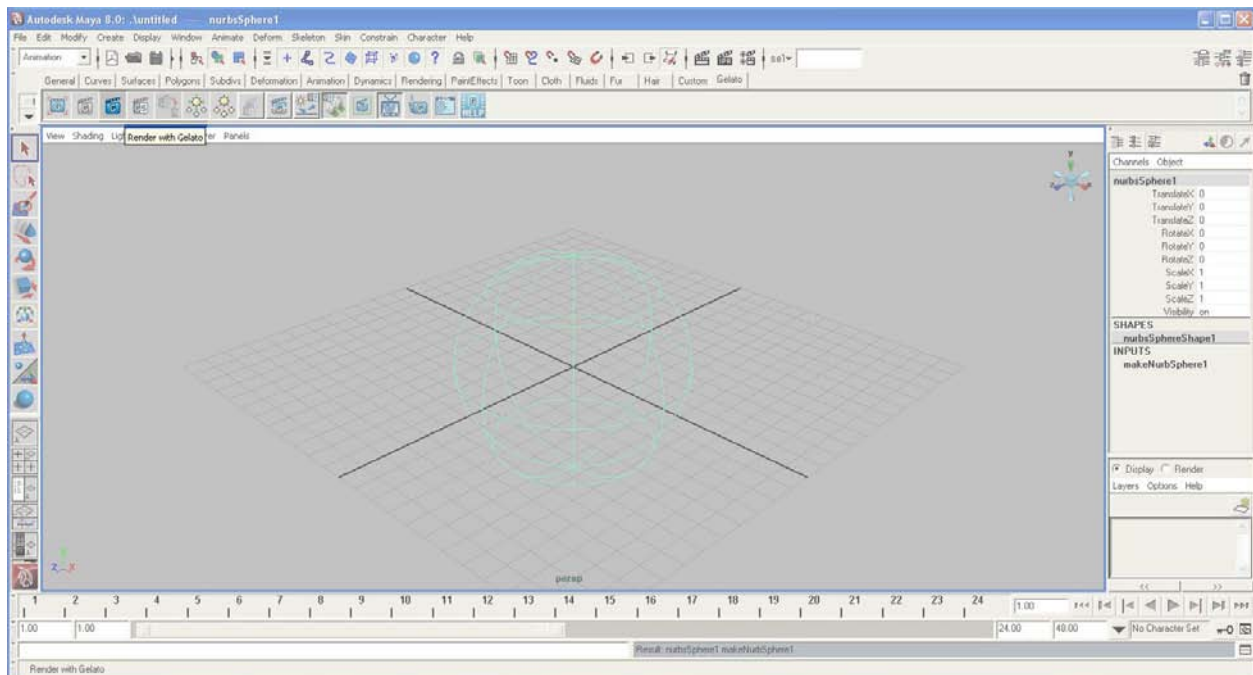 Autodesk Maya 8.0: .\untitled --- nurbsSphere1
File Edit Modify Create Display Window Animate Deform Skeleton Skin Constrain Character Help
Animation sel
General Curves Surfaces Polygons Subdivs Deformation Animation Dynamics Rendering PaintEffects Toon Cloth Fluids Fur Hair Custom Gelato
View Shading Render with Gelato Panels
Channels Object
nurbsSphere1
TranslateX 0
TranslateY 0
TranslateZ 0
RotateX 0
RotateY 0
RotateZ 0
ScaleX 1
ScaleY 1
ScaleZ 1
Visibility on
SHAPES
nurbsSphereShape1
INPUTS
makeNurbSphere1
y
Display Render
Layers Options Help
y
z x
persp
1 2 3 4 5 6 7 8 9 10 11 12 13 14 15 16 17 18 19 20 21 22 23 24 1.00
1.00 1.00 24.00 48.00 No Character Set
Result: nurbsSphere1 makeNurbSphere1
Render with Gelato